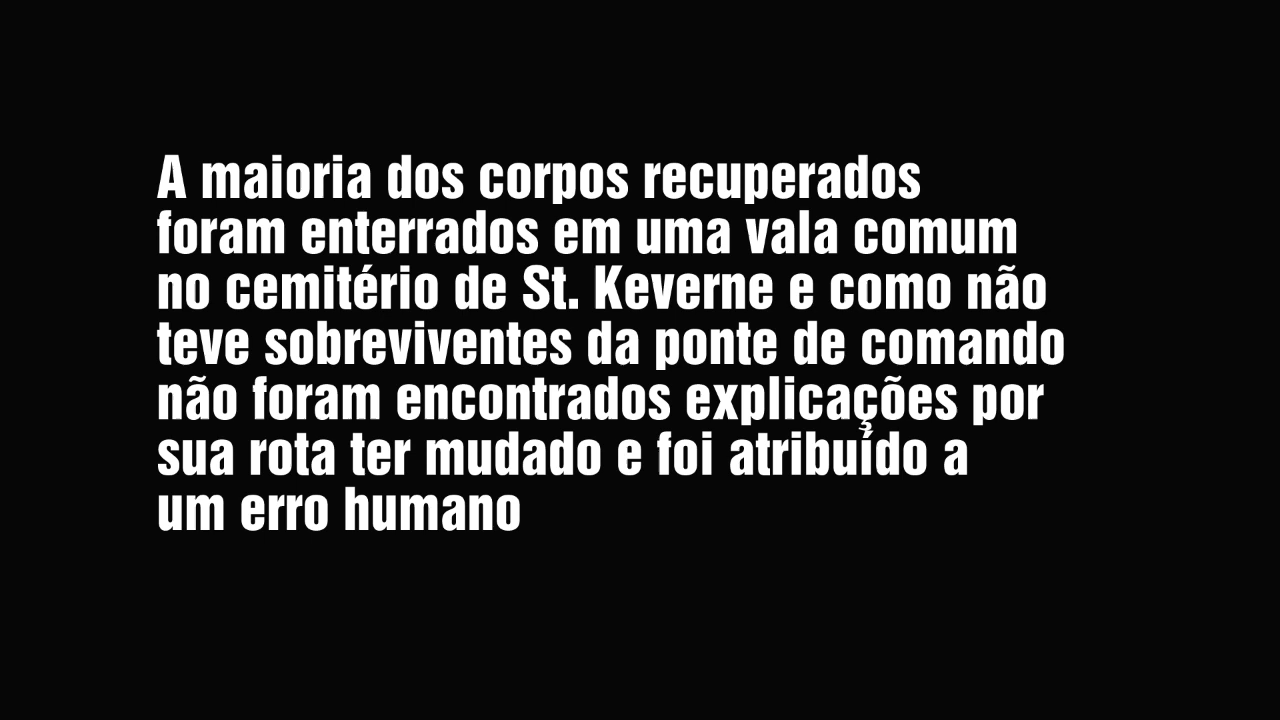 A maioria dos corpos recuperados
foram enterrados em uma vala comum
no cemitério de St. Keverne e como não
teve sobreviventes da ponte de comando
não foram encontrados explicações por
sua rota ter mudado e foi atribuído a
um erro humano